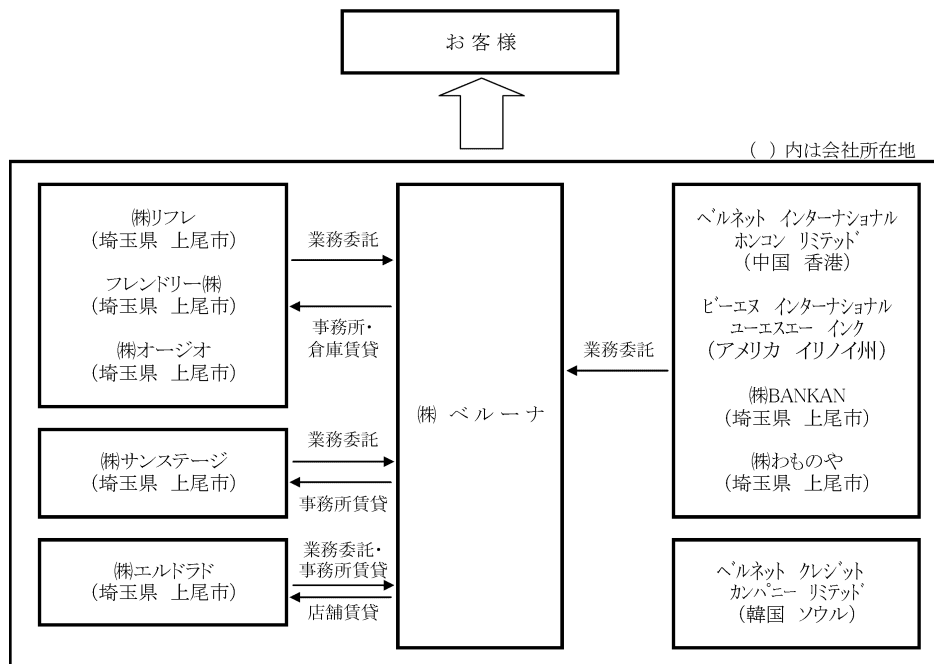 お客様
( ) 内は会社所在地
㈱リフレ
(埼玉県 上尾市)
フレンドリー㈱
(埼玉県 上尾市)
㈱オージオ
(埼玉県 上尾市)
業務委託
事務所・
倉庫賃貸
㈱サンステージ
(埼玉県 上尾市)
業務委託
事務所賃貸
㈱エルドラド
(埼玉県 上尾市)
業務委託・
事務所賃貸
店舗賃貸
㈱ ベルーナ
業務委託
ベルネット インターナショナル
ホンコン リミテッド
(中国 香港)
ビーエヌ インターナショナル
ユーエスエー インク
(アメリカ イリノイ州)
㈱BANKAN
(埼玉県 上尾市)
㈱わものや
(埼玉県 上尾市)
ベルネット クレジット
カンパニー リミテッド
(韓国 ソウル)